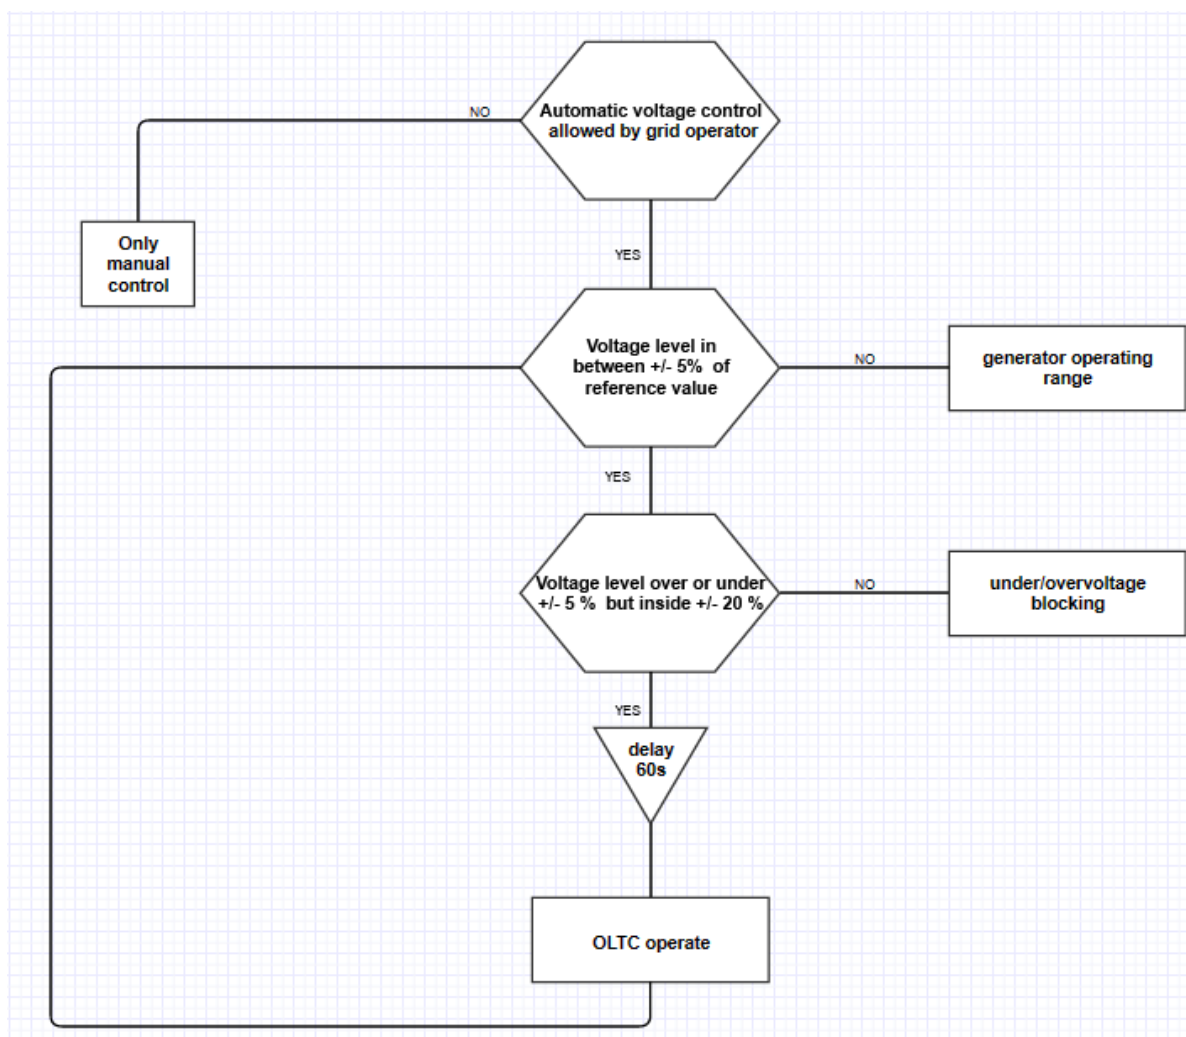 Automatic voltage control
allowed by grid operator
NO
Only
manual
control
YES
Voltage level in
between +/- 5% of
reference value
NO
generator operating
range
YES
Voltage level over or under
+/- 5 % but inside +/- 20 %
NO
under/overvoltage
blocking
YES
delay
60s
OLTC operate